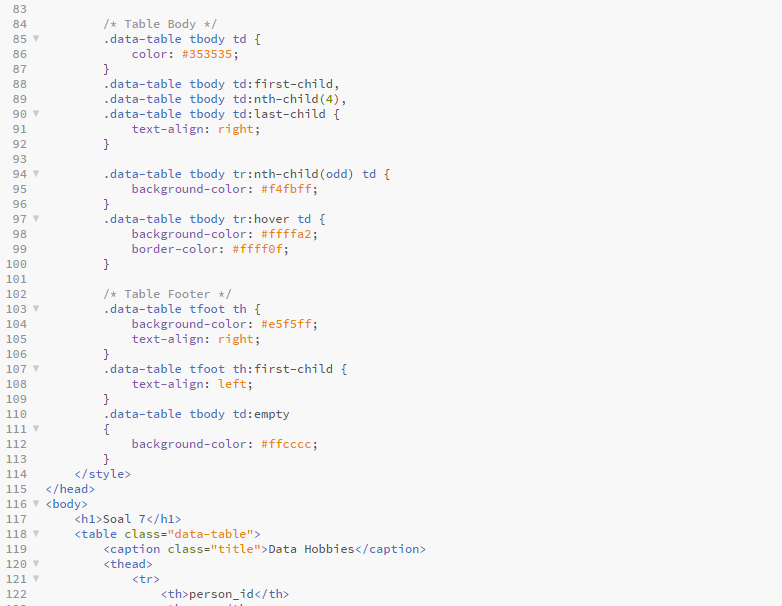 83
84 /* Table Body */
85 .data-table tbody td {
86 color: #353535;
87 }
88 .data-table tbody td:first-child,
89 .data-table tbody td:nth-child(4),
90 .data-table tbody td:last-child {
91 text-align: right;
92 }
93
94 .data-table tbody tr:nth-child(odd) td {
95 background-color: #f4fbff;
96 }
97 .data-table tbody tr:hover td {
98 background-color: #ffffa2;
99 border-color: #ffff0f;
100 }
101
102 /* Table Footer */
103 .data-table tfoot th {
104 background-color: #e5f5ff;
105 text-align: right;
106 }
107 .data-table tfoot th:first-child {
108 text-align: left;
109 }
110 .data-table tbody td:empty
111 {
112 background-color: #ffcccc;
113 }
114 </style>
115 </head>
116 <body>
117 <h1>Soal 7</h1>
118 <table class="data-table">
119 <caption class="title">Data Hobbies</caption>
120 <thead>
121 <tr>
122 <th>person_id</th>